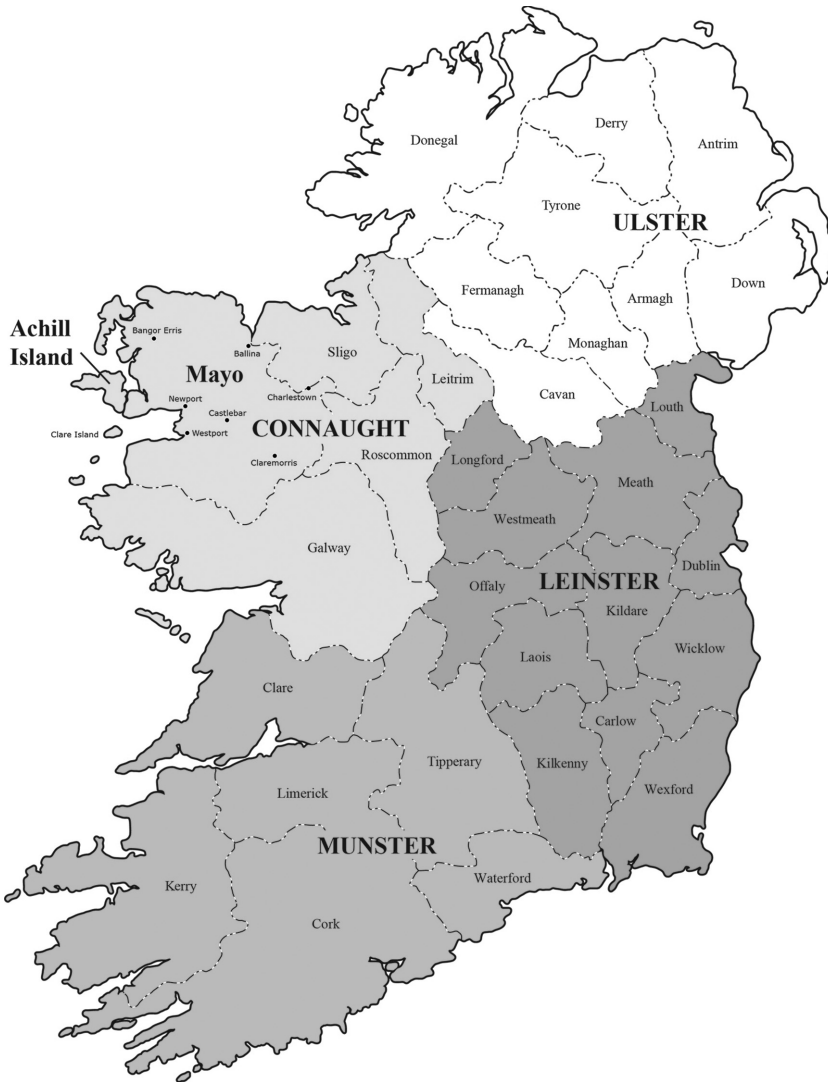 Donegal
Derry
Antrim
Tyrone
ULSTER
Fermanagh
Armagh
Down
Monaghan
Cavan
Achill
Island
Bangor Erris
Ballina
Sligo
Mayo
Leitrim
Charlestown
Newport
Castlebar
Clare Island
Westport
CONNAUGHT
Claremorris
Roscommon
Galway
Louth
Longford
Meath
Westmeath
Dublin
Offaly
LEINSTER
Kildare
Laois
Wicklow
Carlow
Kilkenny
Wexford
Clare
Tipperary
Limerick
MUNSTER
Waterford
Kerry
Cork